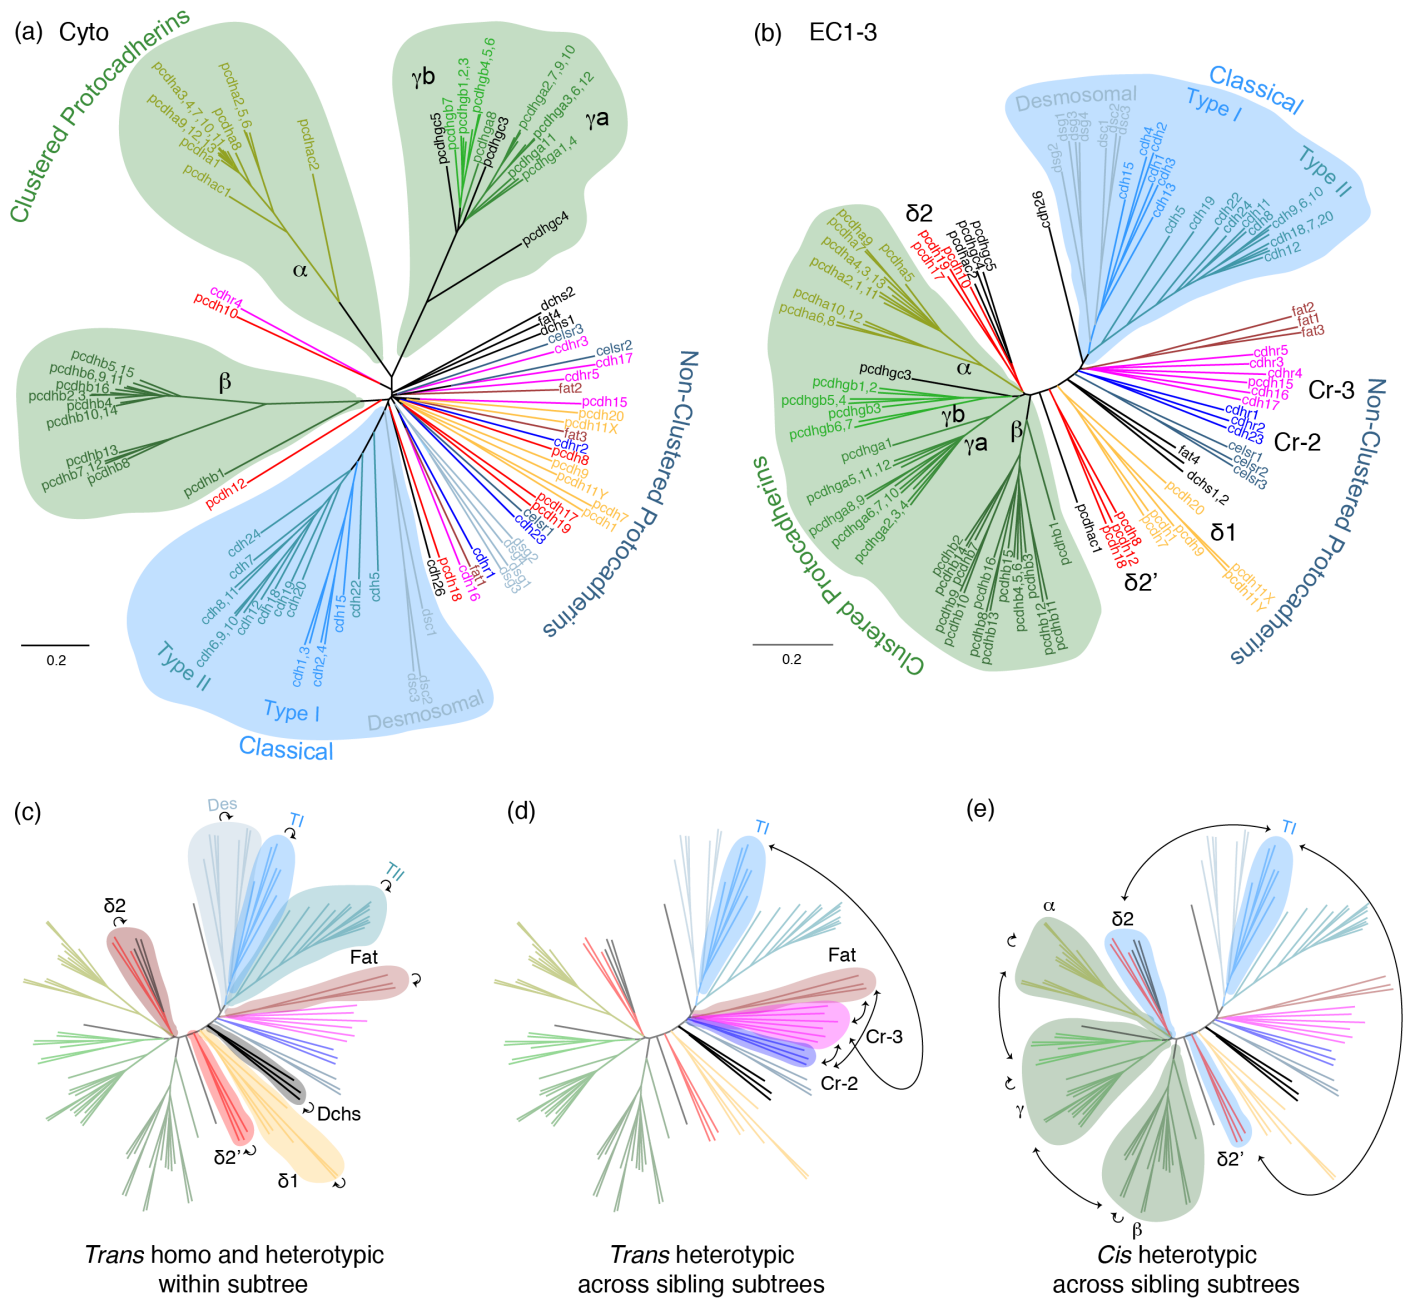 (a) Cyto
Clustered Protocadherins
pcdha2,5,6
pcdha3,4,7,10,11
pcdha8
pcdha9,12,13
pcdha1
pcdhac1
pcdhac2
α
γb
pcdhgc5
pcdhgb7
pcdhgb1,2,3
pcdhgb4,5,6
pcdhga8
pcdhgc3
pcdhga2,7,9,10
pcdhga3,6,12
γa
pcdhga11
pcdhga1,4
pcdhgc4
cdhr4
pcdh10
pcdhb5,15
pcdhb6,9,11
pcdhb16
pcdhb2,3
pcdhb4
pcdhb10,14
β
pcdhb13
pcdhb7,12
pcdhb8
pcdhb1
pcdh12
dchs2
fat4
dchs1
celsr3
cdhr3
celsr2
cdh17
cdhr5
fat2
pcdh15
pcdh20
pcdh11X
fat3
cdhr2
pcdh8
pcdh9
pcdh11Y
pcdh7
pcdh1
pcdh17
pcdh19
celsr1
cdh23
dsg2
dsg4
dsg1
dsg3
cdhr1
fat1
cdh16
pcdh18
cdh26
Non-Clustered Protocadherins
cdh24
cdh7
cdh8,11
cdh6,9,10
cdh12
cdh18
cdh19
cdh20
cdh1,3
cdh2,4
cdh15
cdh22
cdh5
dsc1
dsc2
dsc3
Type II
Type I
Desmosomal
Classical
0.2
(b) EC1-3
Classical
Desmosomal
Type I
Type II
dsg2
dsg1
dsg3
dsg4
dsc1
dsc2
dsc3
cdh15
cdh4
cdh2
cdh1
cdh3
cdh13
cdh5
cdh19
cdh22
cdh24
cdh11
cdh8
cdh9,6,10
cdh18,7,20
cdh12
cdh26
δ2
pcdh19
pcdh17
pcdh10
pcdhac2
pcdhgc4
pcdhgc5
pcdha9
pcdha7
pcdha5
pcdha4,3,13
pcdha2,1,11
pcdha10,12
pcdha6,8
α
pcdhgc3
pcdhgb1,2
pcdhgb5,4
pcdhgb3
pcdhgb6,7
γb
γa
β
pcdhga1
pcdhga5,11,12
pcdhga8,9
pcdhga6,7,10
pcdhga2,3,4
pcdhb2
pcdhb14
pcdhb7
pcdhb9
pcdhb10
pcdhb16
pcdhb8
pcdhb13
pcdhb15
pcdhb4,5,6
pcdhb3
pcdhb12
pcdhb11
pcdhb1
Clustered Protocadherins
fat2
fat1
fat3
cdhr5
cdhr3
cdhr4
pcdh15
cdh16
cdh17
Cr-3
cdhr1
cdhr2
cdh23
Cr-2
celsr1
celsr2
celsr3
fat4
dchs1,2
pcdh20
pcdh1
pcdh7
pcdh9
δ1
pcdh11X
pcdh11Y
pcdh8
pcdh12
pcdh18
δ2’
pcdhac1
Non-Clustered Protocadherins
0.2
(c)
Des
TI
TII
δ2
Fat
Dchs
δ2’
δ1
Trans homo and heterotypic
within subtree
(d)
TI
Fat
Cr-3
Cr-2
Trans heterotypic
across sibling subtrees
(e)
TI
α
δ2
γ
δ2’
β
Cis heterotypic
across sibling subtrees